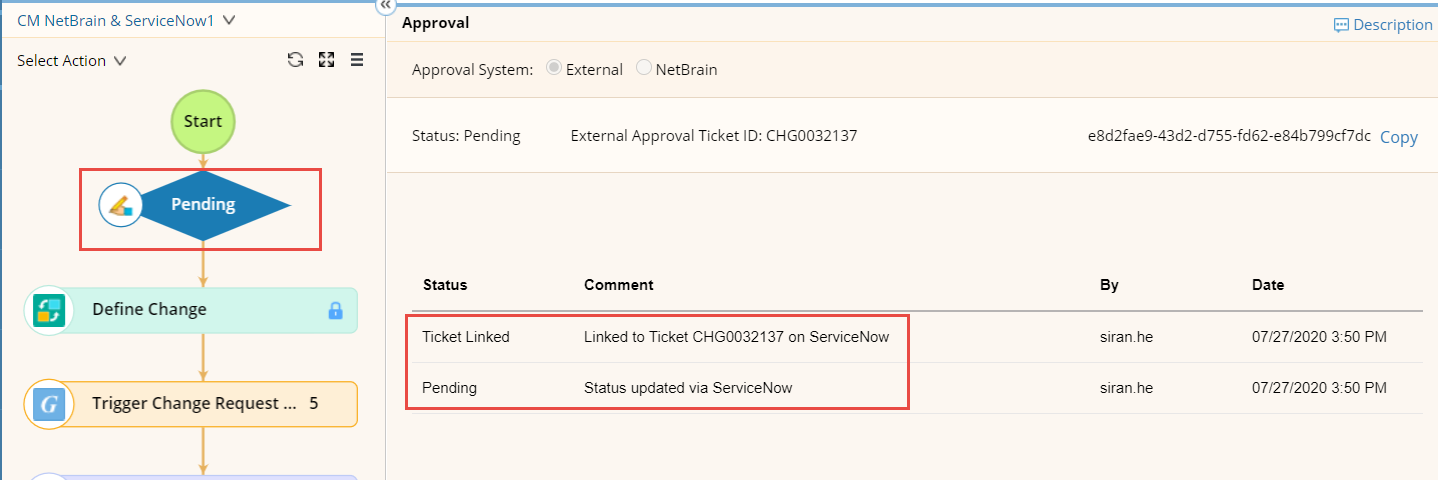 CM NetBrain & ServiceNow1
Select Action
Start
Pending
Define Change
G
Trigger Change Request ... 5
«
Approval
Description
Approval System: External NetBrain
Status: Pending External Approval Ticket ID: CHG0032137 e8d2fae9-43d2-d755-fd62-e84b799cf7dc Copy
Status Comment By Date
Ticket Linked Linked to Ticket CHG0032137 on ServiceNow siran.he 07/27/2020 3:50 PM
Pending Status updated via ServiceNow siran.he 07/27/2020 3:50 PM